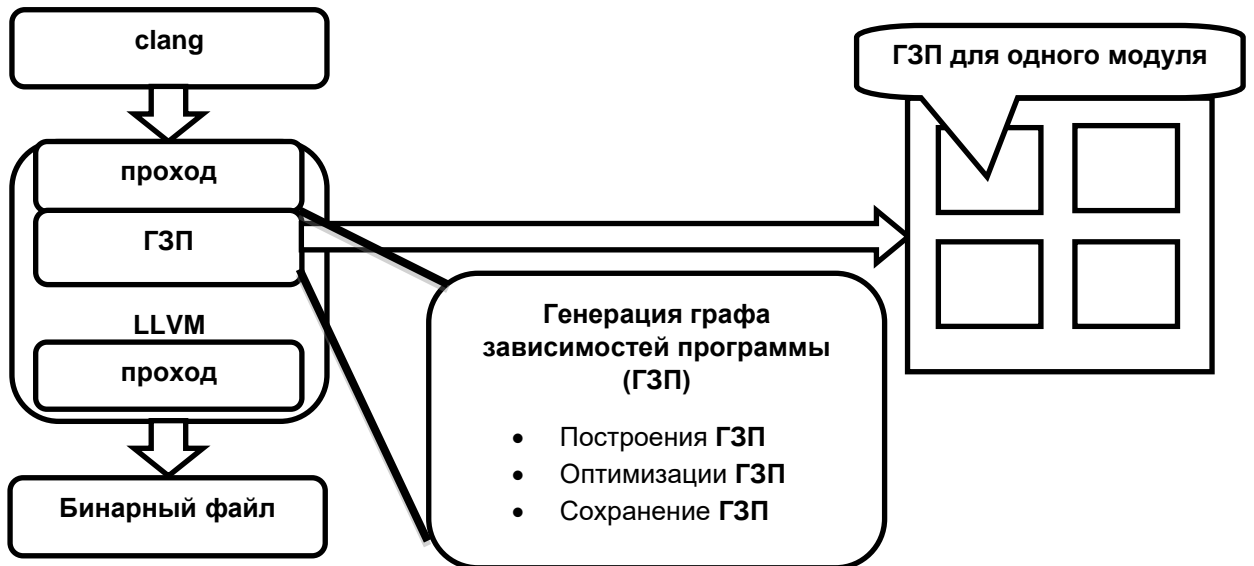 clang
ГЗП для одного модуля
проход
ГЗП
LLVM
проход
Бинарный файл
Генерация графа
зависимостей программы
(ГЗП)
• Построения ГЗП
• Оптимизации ГЗП
• Сохранение ГЗП